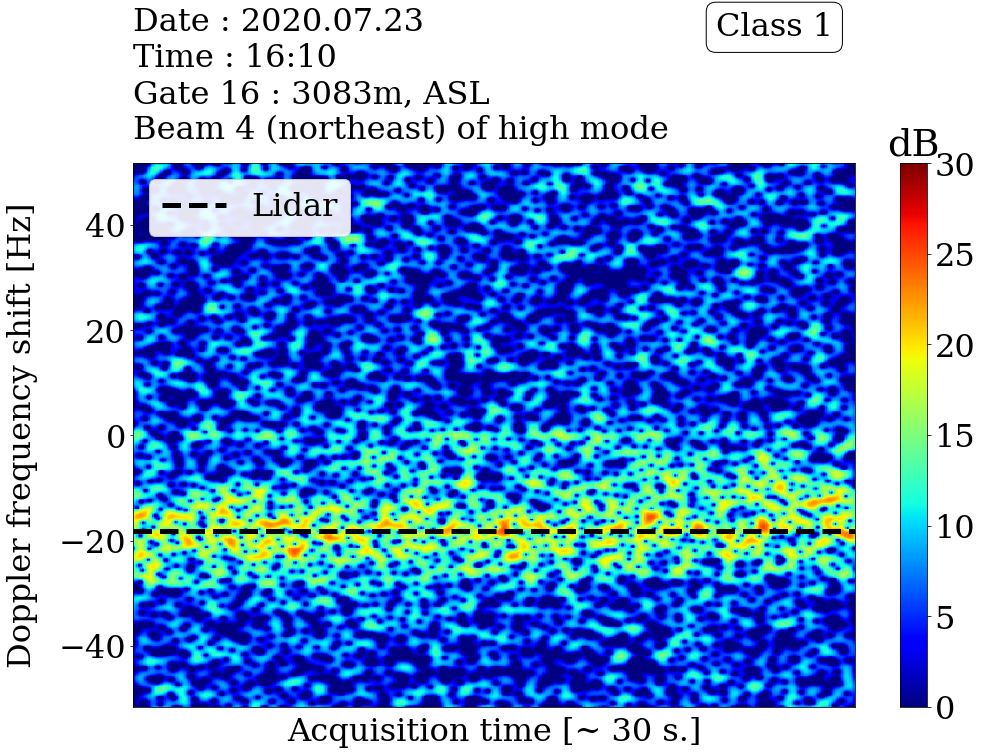 Date : 2020.07.23
Time : 16:10
Gate 16 : 3083m, ASL
Beam 4 (northeast) of high mode
Class 1
dB
Lidar
Doppler frequency shift [Hz]
40
20
0
−20
−40
30
25
20
15
10
5
0
Acquisition time [~ 30 s.]